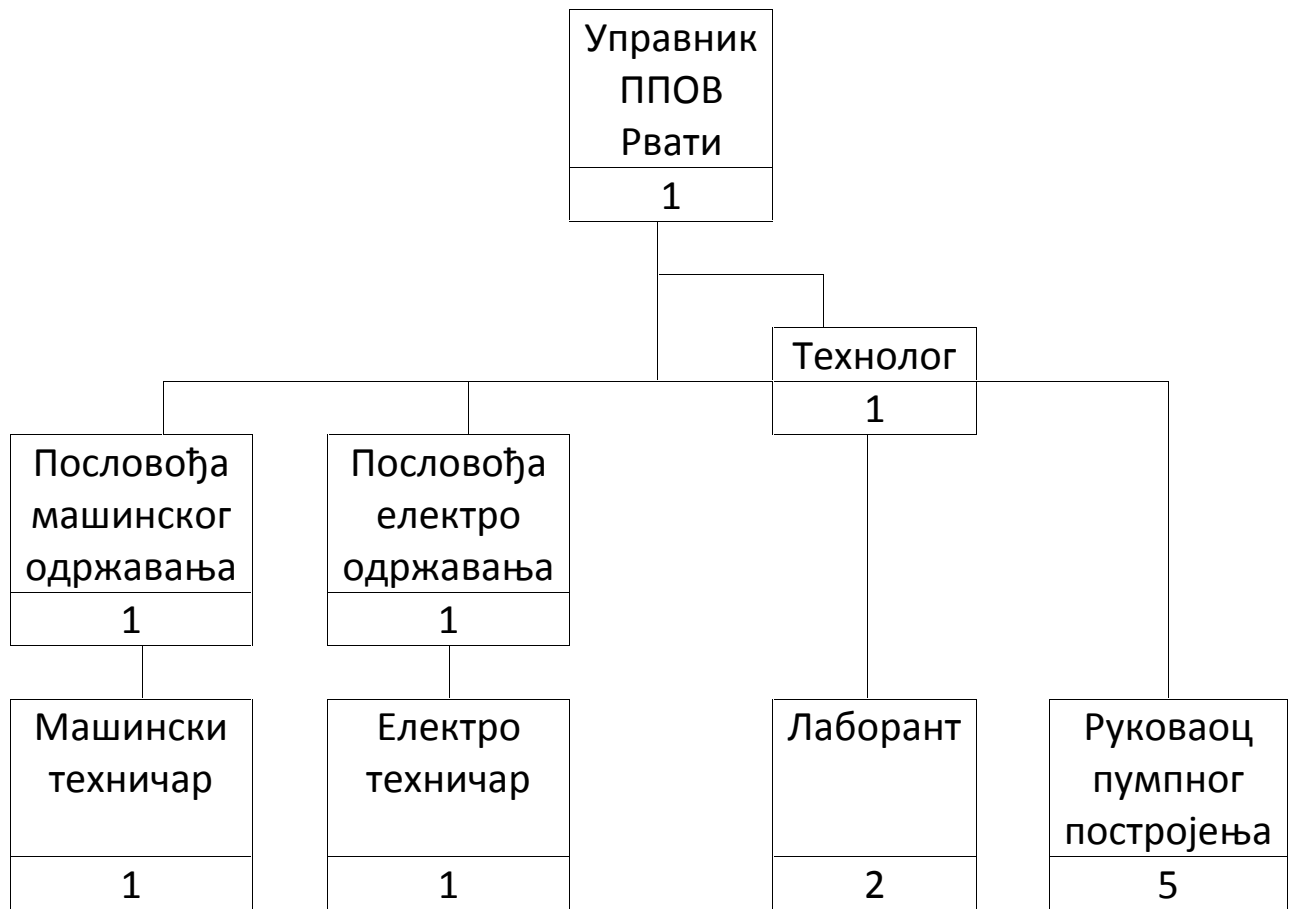 Управник
ППОВ
Рвати
1
Технолог
1
Пословођа
машинског
одржавања
1
Пословођа
електро
одржавања
1
Машински
техничар
1
Електро
техничар
1
Лаборант
2
Руковаоц
пумпног
постројења
5